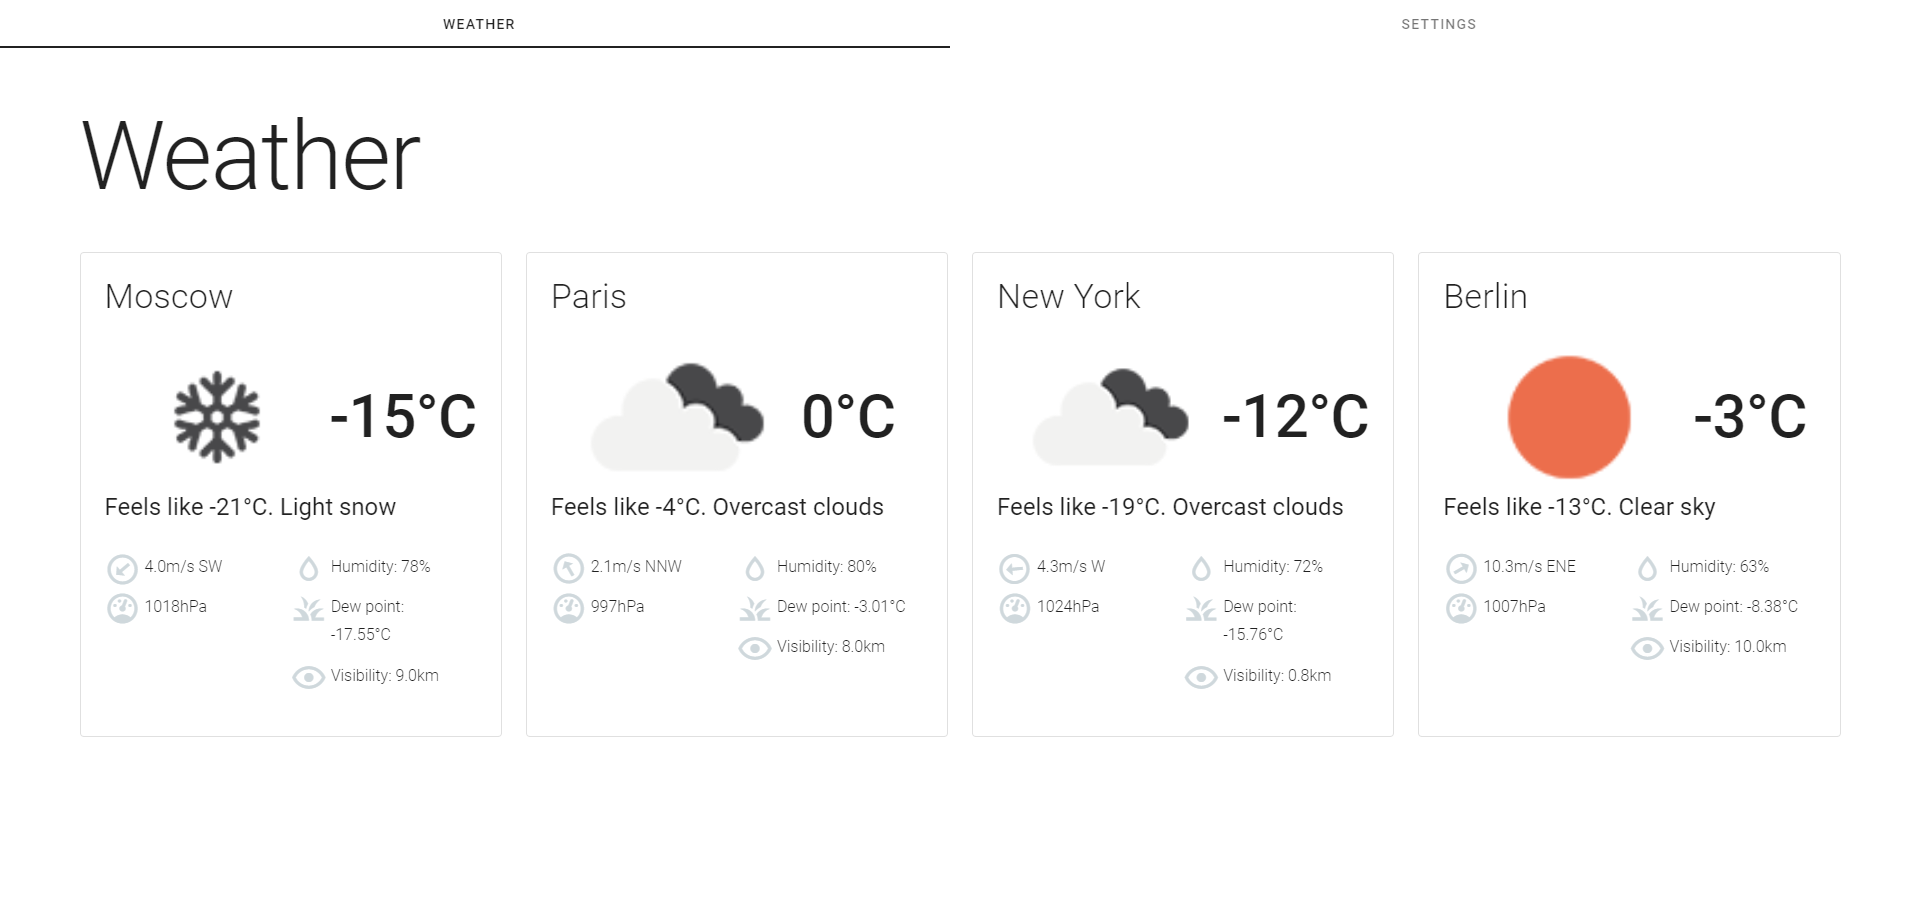 WEATHER
SETTINGS
Weather
Moscow
-15°C
Feels like -21°C. Light snow
4.0m/s SW
Humidity: 78%
1018hPa
Dew point:
-17.55°C
Visibility: 9.0km
Paris
0°C
Feels like -4°C. Overcast clouds
2.1m/s NNW
Humidity: 80%
997hPa
Dew point: -3.01°C
Visibility: 8.0km
New York
-12°C
Feels like -19°C. Overcast clouds
4.3m/s W
Humidity: 72%
1024hPa
Dew point:
-15.76°C
Visibility: 0.8km
Berlin
-3°C
Feels like -13°C. Clear sky
10.3m/s ENE
Humidity: 63%
1007hPa
Dew point: -8.38°C
Visibility: 10.0km